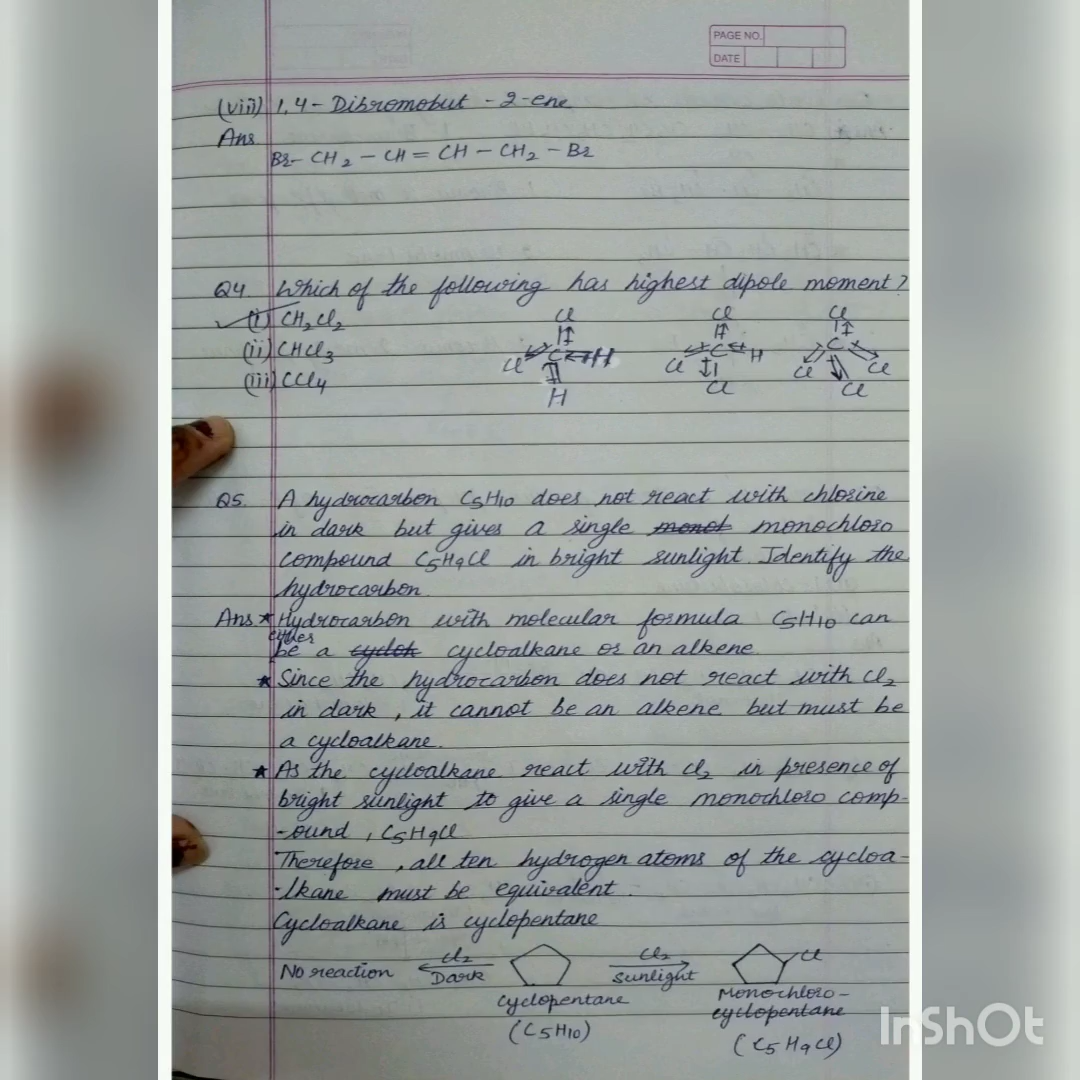 PAGE NO.
DATE
(viii) 1,4 - Dibromobut - 2 - ene
Ans
Br - CH2 - CH = CH - CH2 - Br
Q4. Which of the following has highest dipole moment?
(i) CH2Cl2
(ii) CHCl3
(iii) CCl4
Cl
Cl C H
H
Cl
Cl C H
Cl
Cl
C
Cl Cl
Cl
Q5. A hydrocarbon C5H10 does not react with chlorine
in dark but gives a single monochloro
compound C5H9Cl in bright sunlight. Identify the
hydrocarbon
Ans ★ Hydrocarbon with molecular formula C5H10 can
be a cycloalkane or an alkene.
★ Since the hydrocarbon does not react with Cl2
in dark, it cannot be an alkene but must be
a cycloalkane.
★ As the cycloalkane react with Cl2 in presence of
bright sunlight to give a single monochloro comp-
-ound, C5H9Cl
Therefore, all ten hydrogen atoms of the cycloa-
-lkane must be equivalent.
Cycloalkane is cyclopentane
No reaction Cl2 Dark Cl2 Sunlight Cl
Cyclopentane
(C5H10)
Monochloro-
cyclopentane
(C5H9Cl)
InShOt